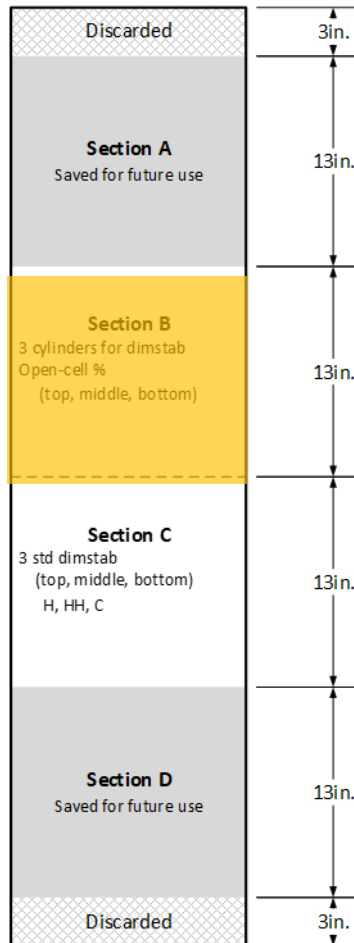 Discarded
3in.
Section A
Saved for future use
13in.
Section B
3 cylinders for dimstab
Open-cell %
(top, middle, bottom)
13in.
Section C
3 std dimstab
(top, middle, bottom)
H, HH, C
13in.
Section D
Saved for future use
13in.
Discarded
3in.